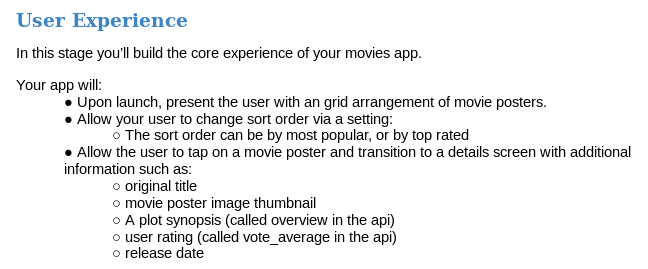 User Experience
In this stage you’ll build the core experience of your movies app.
Your app will:
● Upon launch, present the user with an grid arrangement of movie posters.
● Allow your user to change sort order via a setting:
○ The sort order can be by most popular, or by top rated
● Allow the user to tap on a movie poster and transition to a details screen with additional
information such as:
○ original title
○ movie poster image thumbnail
○ A plot synopsis (called overview in the api)
○ user rating (called vote_average in the api)
○ release date